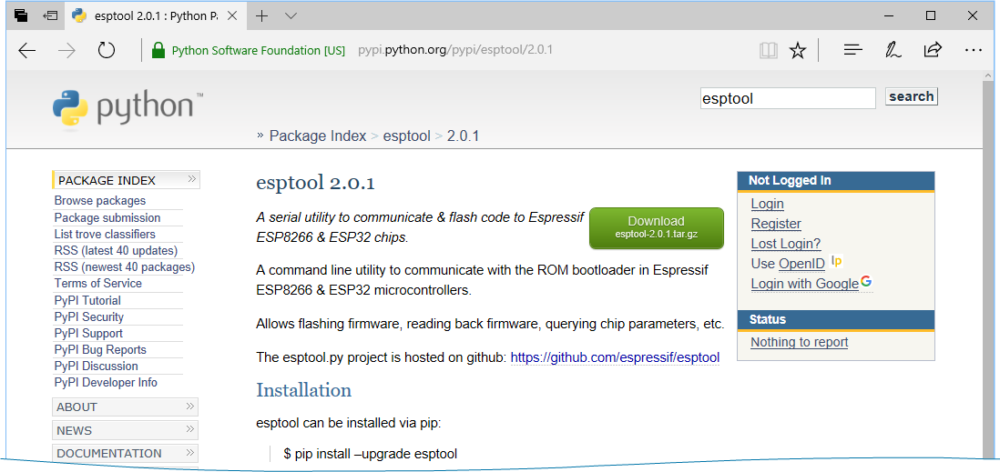 esptool 2.0.1 : Python Pa
Python Software Foundation [US] pypi.python.org/pypi/esptool/2.0.1
python™
esptool
search
» Package Index > esptool > 2.0.1
PACKAGE INDEX »
Browse packages
Package submission
List trove classifiers
RSS (latest 40 updates)
RSS (newest 40 packages)
Terms of Service
PyPI Tutorial
PyPI Security
PyPI Support
PyPI Bug Reports
PyPI Discussion
PyPI Developer Info
ABOUT »
NEWS »
DOCUMENTATION »
esptool 2.0.1
A serial utility to communicate & flash code to Espressif
ESP8266 & ESP32 chips.
Download
esptool-2.0.1.tar.gz
A command line utility to communicate with the ROM bootloader in Espressif
ESP8266 & ESP32 microcontrollers.
Allows flashing firmware, reading back firmware, querying chip parameters, etc.
The esptool.py project is hosted on github: https://github.com/espressif/esptool
Installation
esptool can be installed via pip:
$ pip install –upgrade esptool
Not Logged In
Login
Register
Lost Login?
Use OpenID lp
Login with Google G
Status
Nothing to report